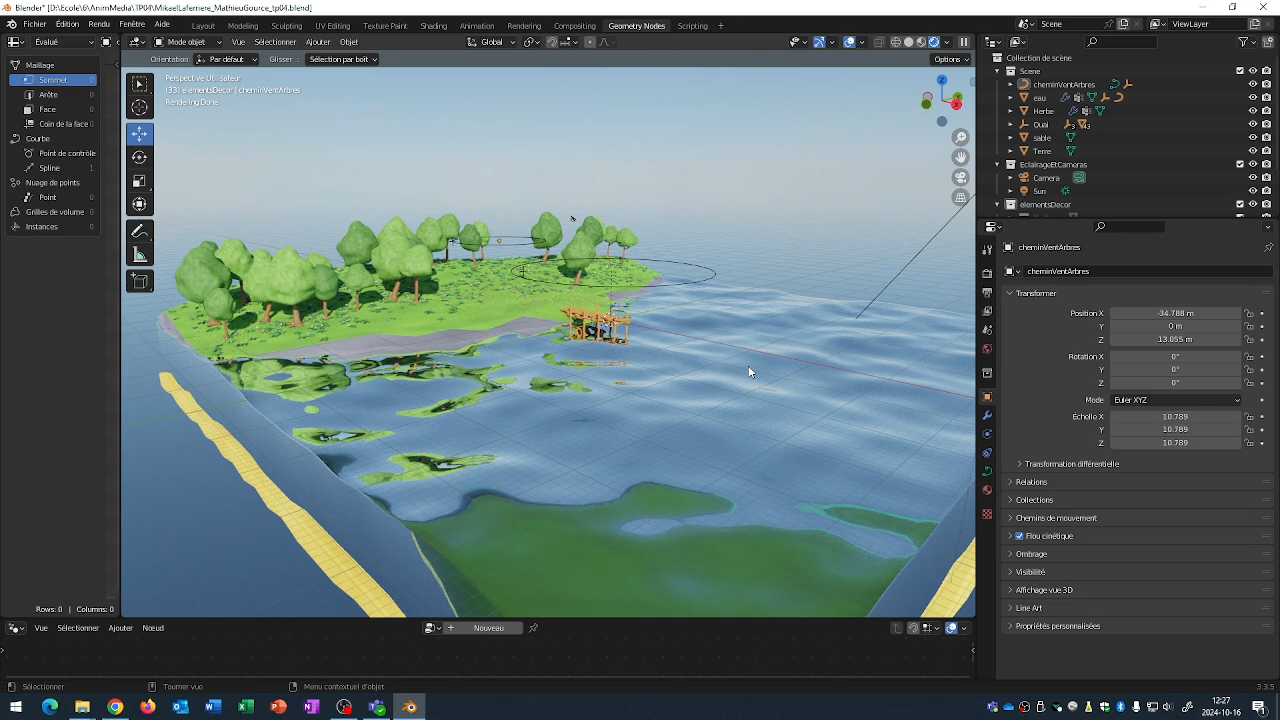 Blender* [D:\Ecole\6\AnimMedia\TP04\MikaelLaferriere_MathieuGource_tp04.blend]
Blender Fichier Édition Rendu Fenêtre Aide Layout Modeling Sculpting UV Editing Texture Paint Shading Animation Rendering Compositing Geometry Nodes Scripting + Scene ViewLayer
Évalué Mode objet Vue Sélectionner Ajouter Objet Global
Orientation: Par défaut Glisser : Sélection par boît Options
Maillage
Sommet 0
Arête 0
Face 0
Coin de la face 0
Courbe
Point de contrôle
Spline 1
Nuage de points
Point 0
Grilles de volume 0
Instances 0
Rows: 0 | Columns: 0
Perspective Utilisateur
(33) elementsDecor | cheminVentArbres
Rendering Done
Z
Y
X
Collection de scène
Scene
cheminVentArbres
eau
Herbe
Quai 3 3
sable
Terre
EclairageEtCameras
Camera
Sun
elementsDecor
cheminVentArbres
cheminVentArbres
Transformer
Position X -34.788 m
Y 0 m
Z 13.055 m
Rotation X 0°
Y 0°
Z 0°
Mode Euler XYZ
Échelle X 10.789
Y 10.789
Z 10.789
Transformation différentielle
Relations
Collections
Chemins de mouvement
Flou cinétique
Ombrage
Visibilité
Affichage vue 3D
Line Art
Propriétés personnalisées
Vue Sélectionner Ajouter Nœud + Nouveau
Sélectionner Tourner vue Menu contextuel d'objet 3.3.5
12:27
2024-10-16